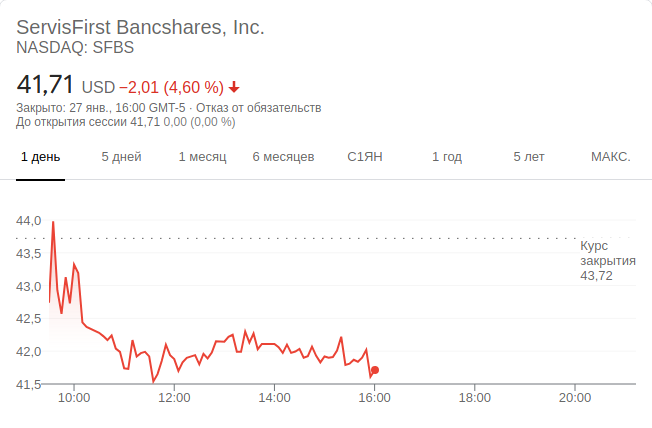 ServisFirst Bancshares, Inc.
NASDAQ: SFBS
41,71 USD −2,01 (4,60 %)
Закрыто: 27 янв., 16:00 GMT-5 · Отказ от обязательств
До открытия сессии 41,71 0,00 (0,00 %)
1 день 5 дней 1 месяц 6 месяцев С1ЯН 1 год 5 лет МАКС.
44,0
Курс
закрытия
43,72
43,5
43,0
42,5
42,0
41,5
10:00 12:00 14:00 16:00 18:00 20:00